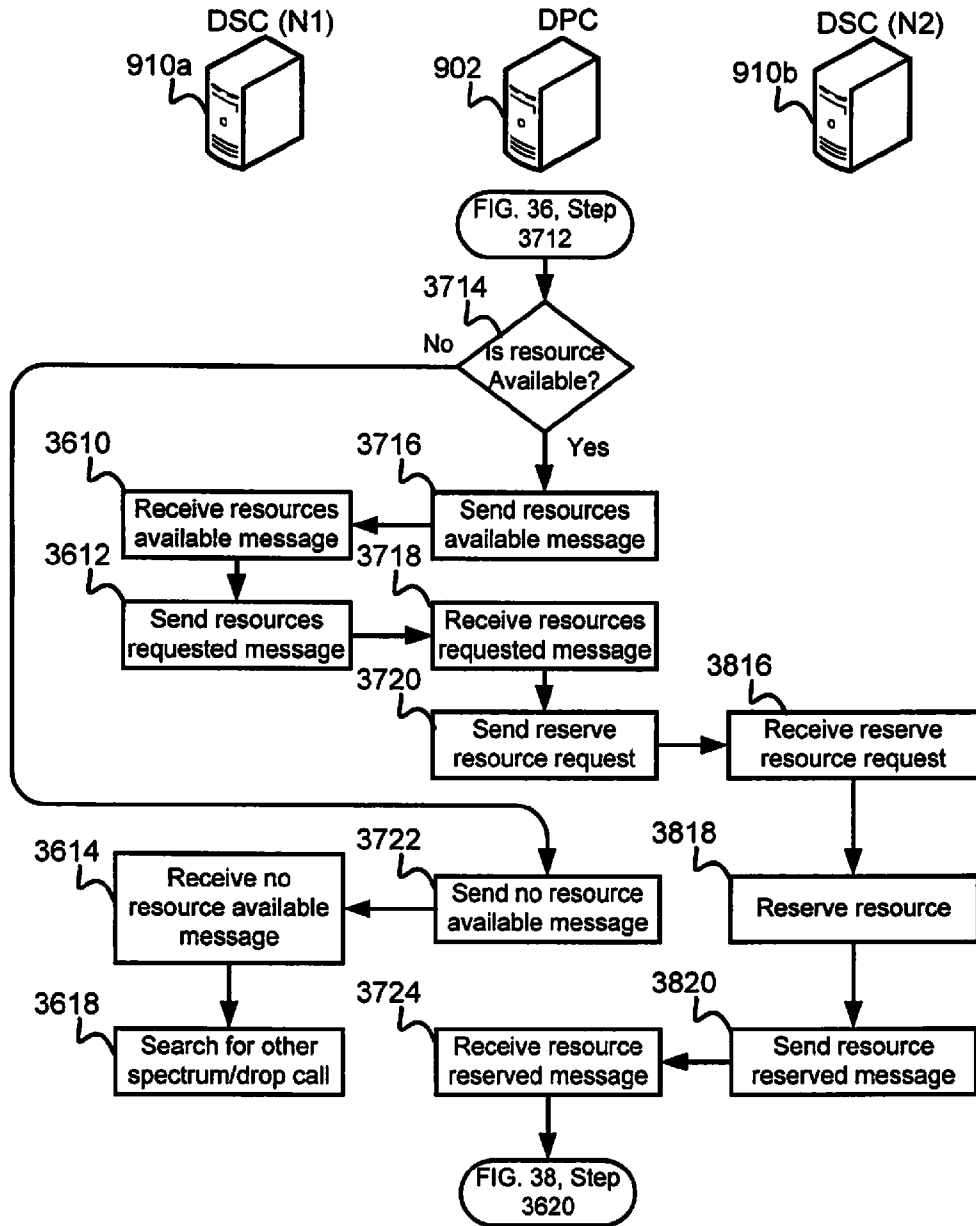 DSC (N1)
DPC
DSC (N2)
910a
902
910b
FIG. 36, Step
3712
3714
No
Is resource
Available?
Yes
3610
3716
Receive resources
available message
Send resources
available message
3612
3718
Send resources
requested message
Receive resources
requested message
3720
3816
Send reserve
resource request
Receive reserve
resource request
3614
3722
3818
Receive no
resource available
message
Send no resource
available message
Reserve resource
3618
3724
3820
Search for other
spectrum/drop call
Receive resource
reserved message
Send resource
reserved message
FIG. 38, Step
3620